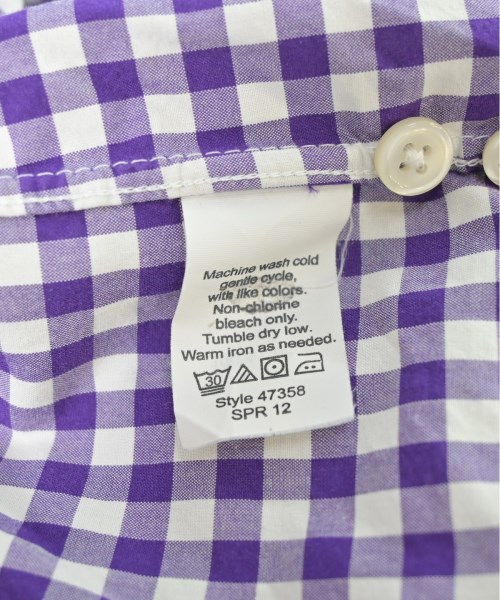 Machine wash cold
gentle cycle,
with like colors.
Non-chlorine
bleach only.
Tumble dry low.
Warm iron as needed.
30
Style 47358
SPR 12